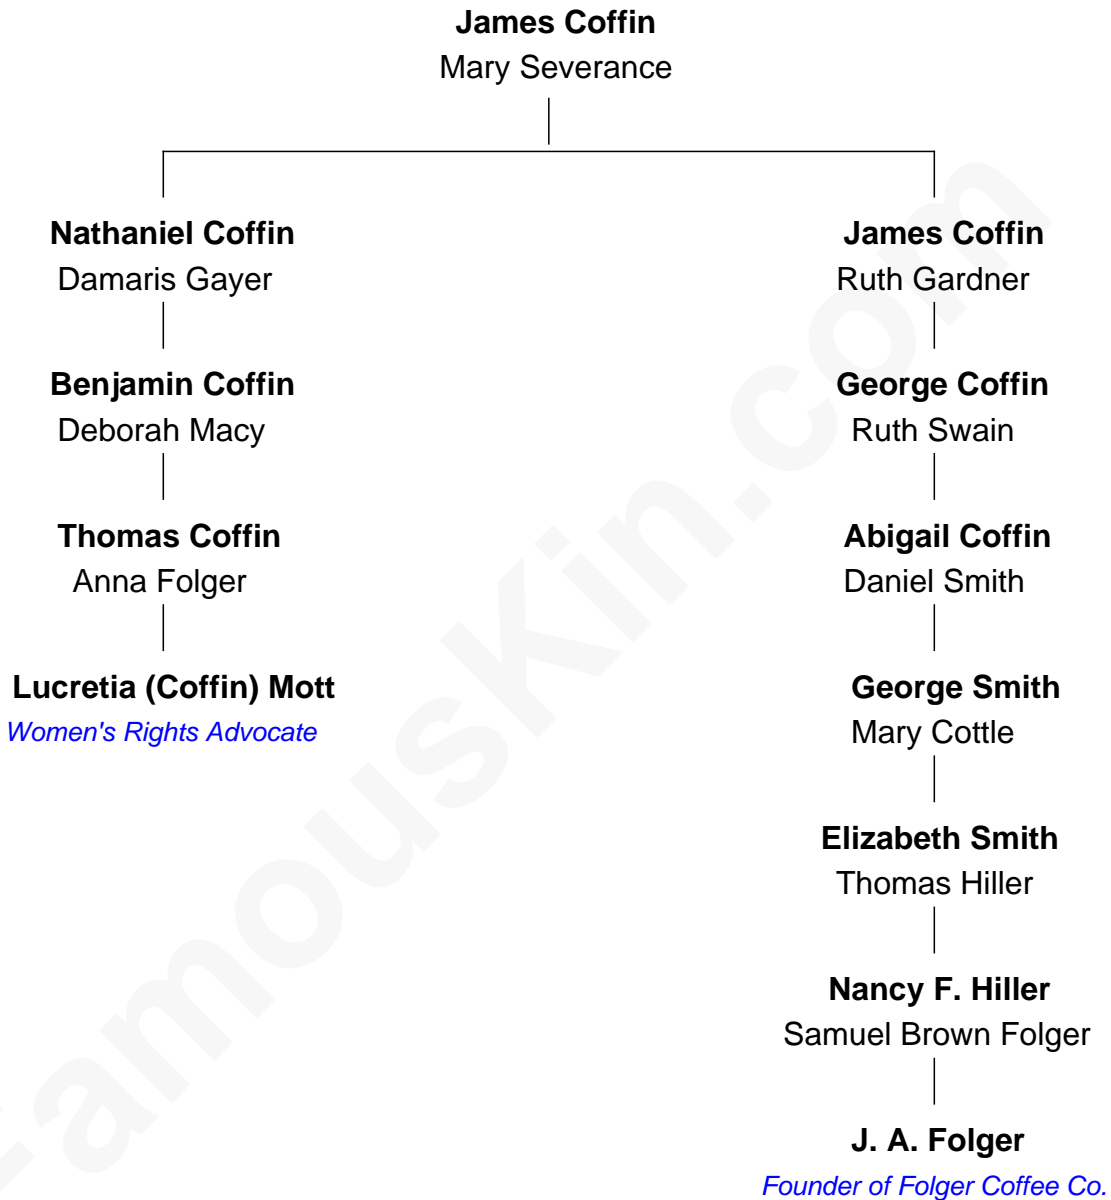 James Coffin
Mary Severance
Nathaniel Coffin
Damaris Gayer
Benjamin Coffin
Deborah Macy
Thomas Coffin
Anna Folger
Lucretia (Coffin) Mott
Women's Rights Advocate
James Coffin
Ruth Gardner
George Coffin
Ruth Swain
Abigail Coffin
Daniel Smith
George Smith
Mary Cottle
Elizabeth Smith
Thomas Hiller
Nancy F. Hiller
Samuel Brown Folger
J. A. Folger
Founder of Folger Coffee Co.
FamousKin.com